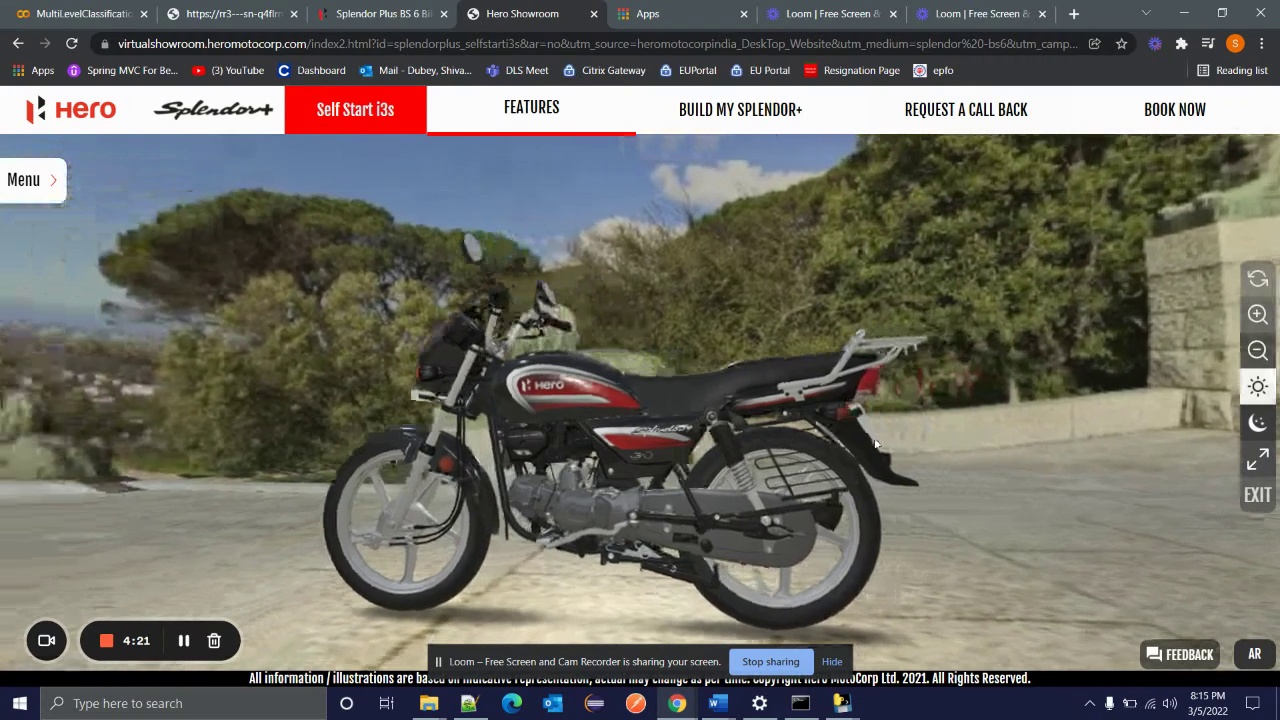 MultiLevelClassificatio
https://rr3---sn-q4flrn
Splendor Plus BS 6 Bik
Hero Showroom
Apps
Loom | Free Screen &
Loom | Free Screen &
virtualshowroom.heromotocorp.com/index2.html?id=splendorplus_selfstarti3s&at=no&utm_source=heromotocorpindia_DeskTop_Website&utm_medium=splendor%20-bs6&utm_camp...
S
Apps
Spring MVC For Be...
(3) YouTube
Dashboard
Mail - Dubey, Shiva...
DLS Meet
Citrix Gateway
EUPortal
EU Portal
Resignation Page
epfo
Reading list
Hero
Splendor+
Self Start i3s
FEATURES
BUILD MY SPLENDOR+
REQUEST A CALL BACK
BOOK NOW
Menu
Hero
Splendor+
EXIT
4:21
Loom – Free Screen and Cam Recorder is sharing your screen.
Stop sharing
Hide
FEEDBACK
AR
All information / illustrations are based on indicative representation, actual may change as per time. Copyright Hero MotoCorp Ltd. 2021. All Rights Reserved.
Type here to search
8:15 PM
3/5/2022